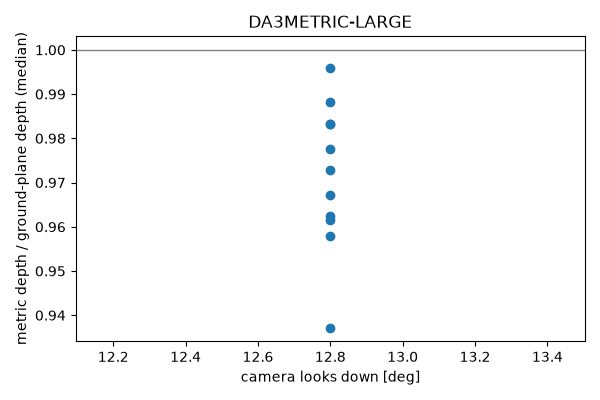 DA3METRIC-LARGE
metric depth / ground-plane depth (median)
1.00
0.99
0.98
0.97
0.96
0.95
0.94
12.2 12.4 12.6 12.8 13.0 13.2 13.4
camera looks down [deg]